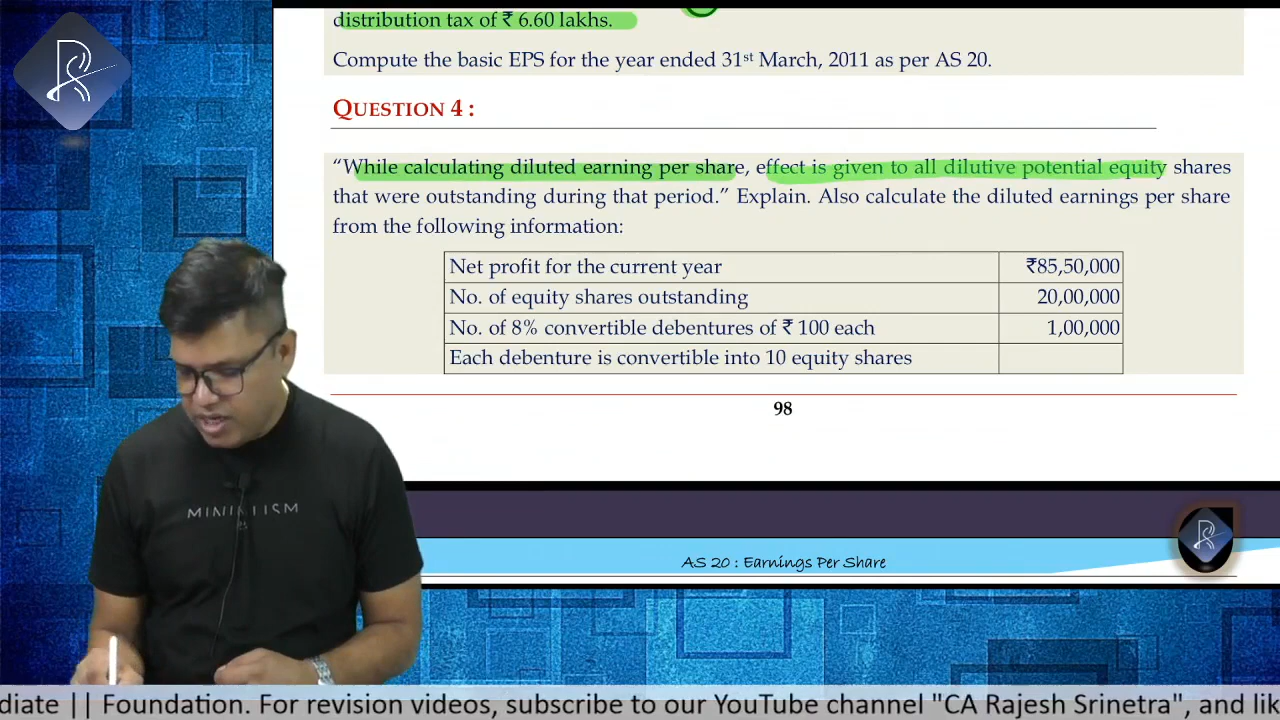 distribution tax of ₹ 6.60 lakhs.
Compute the basic EPS for the year ended 31st March, 2011 as per AS 20.
QUESTION 4 :
“While calculating diluted earning per share, effect is given to all dilutive potential equity shares
that were outstanding during that period.” Explain. Also calculate the diluted earnings per share
from the following information:
Net profit for the current year ₹85,50,000
No. of equity shares outstanding 20,00,000
No. of 8% convertible debentures of ₹ 100 each 1,00,000
Each debenture is convertible into 10 equity shares
98
AS 20 : Earnings Per Share
diate || Foundation. For revision videos, subscribe to our YouTube channel "CA Rajesh Srinetra", and lik